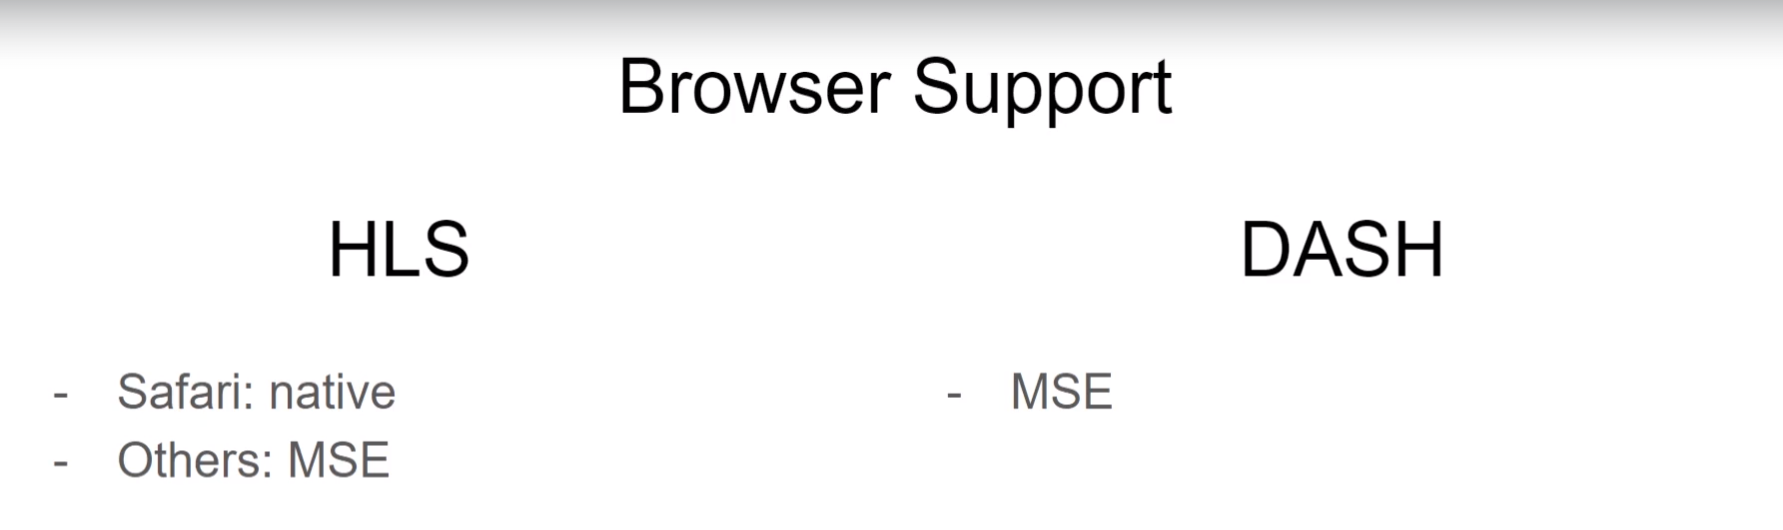 Browser Support
HLS
- Safari: native
- Others: MSE
DASH
- MSE